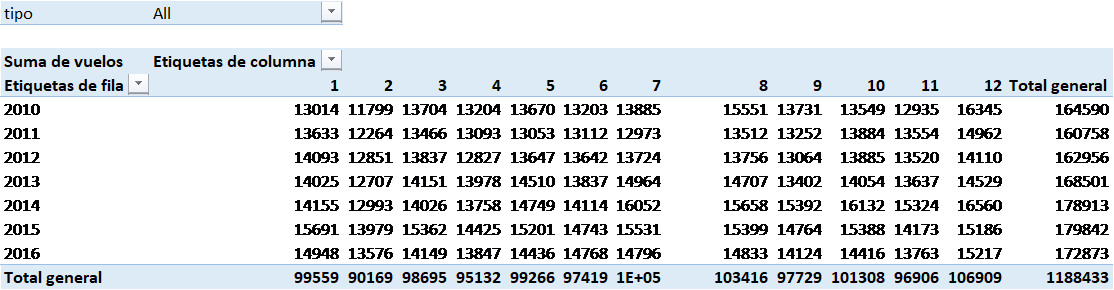 tipo All
Suma de vuelos Etiquetas de columna
Etiquetas de fila 1 2 3 4 5 6 7 8 9 10 11 12 Total general
2010 13014 11799 13704 13204 13670 13203 13885 15551 13731 13549 12935 16345 164590
2011 13633 12264 13466 13093 13053 13112 12973 13512 13252 13884 13554 14962 160758
2012 14093 12851 13837 12827 13647 13642 13724 13756 13064 13885 13520 14110 162956
2013 14025 12707 14151 13978 14510 13837 14964 14707 13402 14054 13637 14529 168501
2014 14155 12993 14026 13758 14749 14114 16052 15658 15392 16132 15324 16560 178913
2015 15691 13979 15362 14425 15201 14743 15531 15399 14764 15388 14173 15186 179842
2016 14948 13576 14149 13847 14436 14768 14796 14833 14124 14416 13763 15217 172873
Total general 99559 90169 98695 95132 99266 97419 1E+05 103416 97729 101308 96906 106909 1188433